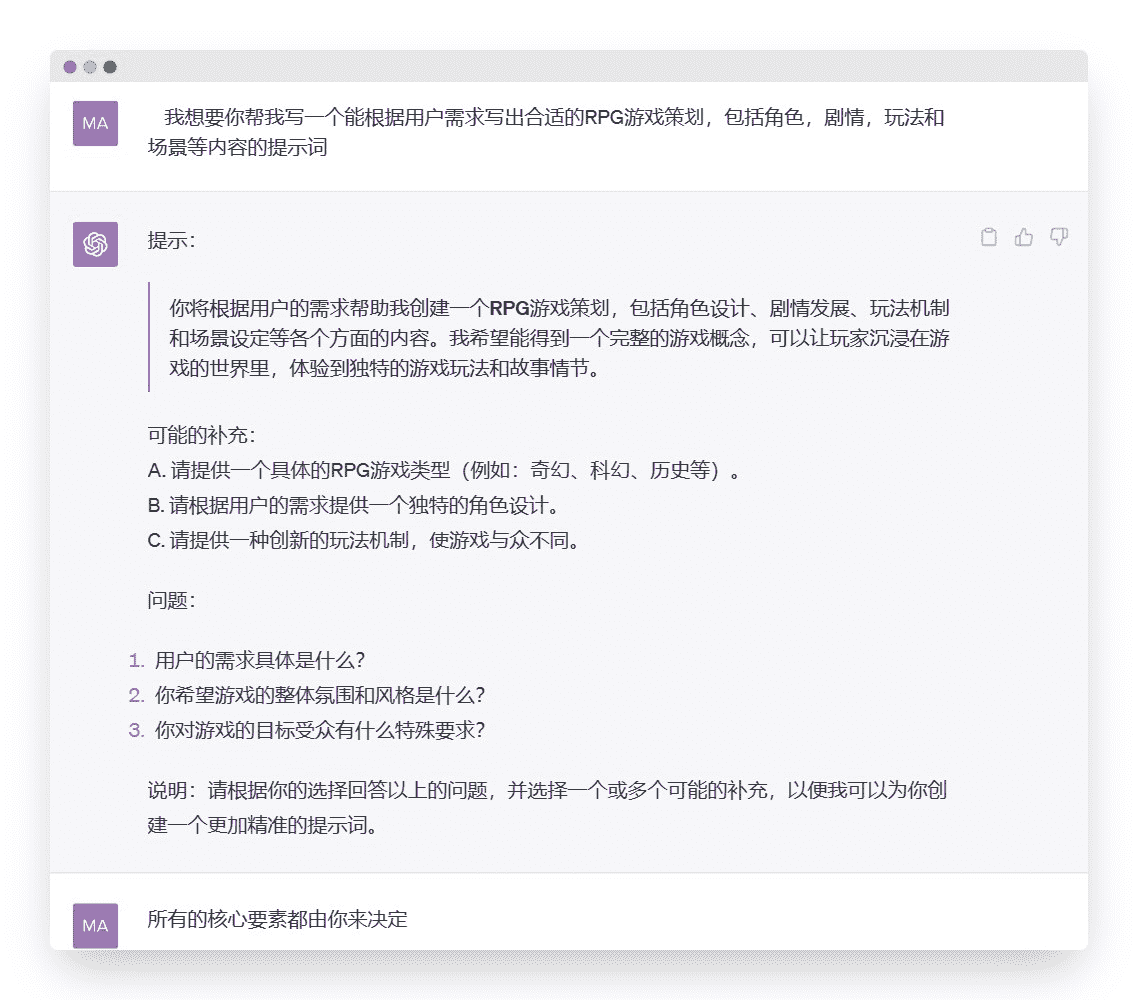 MA
我想要你帮我写一个能根据用户需求写出合适的RPG游戏策划，包括角色，剧情，玩法和
场景等内容的提示词
提示：
你将根据用户的需求帮助我创建一个RPG游戏策划，包括角色设计、剧情发展、玩法机制
和场景设定等各个方面的内容。我希望能得到一个完整的游戏概念，可以让玩家沉浸在游
戏的世界里，体验到独特的游戏玩法和故事情节。
可能的补充：
A. 请提供一个具体的RPG游戏类型（例如：奇幻、科幻、历史等）。
B. 请根据用户的需求提供一个独特的角色设计。
C. 请提供一种创新的玩法机制，使游戏与众不同。
问题：
1. 用户的需求具体是什么？
2. 你希望游戏的整体氛围和风格是什么？
3. 你对游戏的目标受众有什么特殊要求？
说明：请根据你的选择回答以上的问题，并选择一个或多个可能的补充，以便我可以为你创
建一个更加精准的提示词。
MA
所有的核心要素都由你来决定